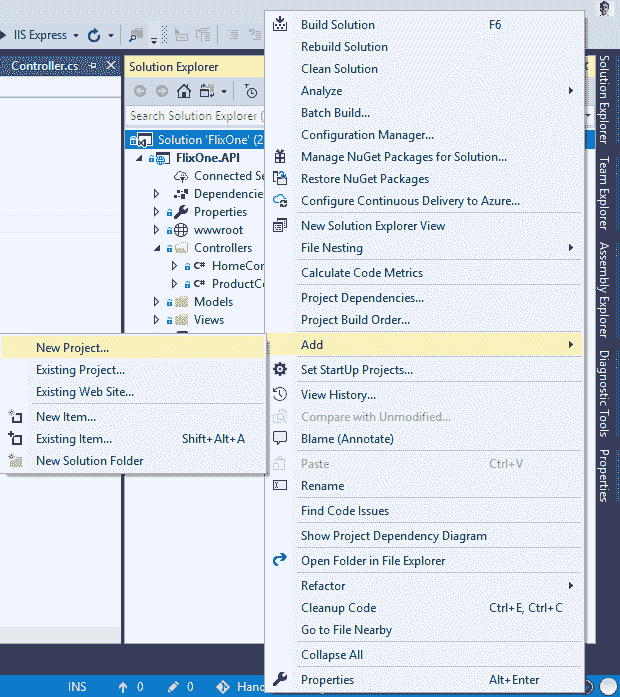 IIS Express
Controller.cs
Solution Explorer
Search Solution Explorer (
Solution 'FlixOne' (2
FlixOne.API
Connected Se
Dependencie
Properties
wwwroot
Controllers
C# HomeCon
C# ProductCo
Models
Views
Build Solution F6
Rebuild Solution
Clean Solution
Analyze
Batch Build...
Configuration Manager...
Manage NuGet Packages for Solution...
Restore NuGet Packages
Configure Continuous Delivery to Azure...
New Solution Explorer View
File Nesting
Calculate Code Metrics
Project Dependencies...
Project Build Order...
Add
Set StartUp Projects...
View History...
Compare with Unmodified...
Blame (Annotate)
Paste Ctrl+V
Rename
Find Code Issues
Show Project Dependency Diagram
Open Folder in File Explorer
Refactor
Cleanup Code Ctrl+E, Ctrl+C
Go to File Nearby
Collapse All
Properties Alt+Enter
New Project...
Existing Project...
Existing Web Site...
New Item...
Existing Item... Shift+Alt+A
New Solution Folder
Solution Explorer
Team Explorer
Assembly Explorer
Diagnostic Tools
Properties
INS 0 0 Hand